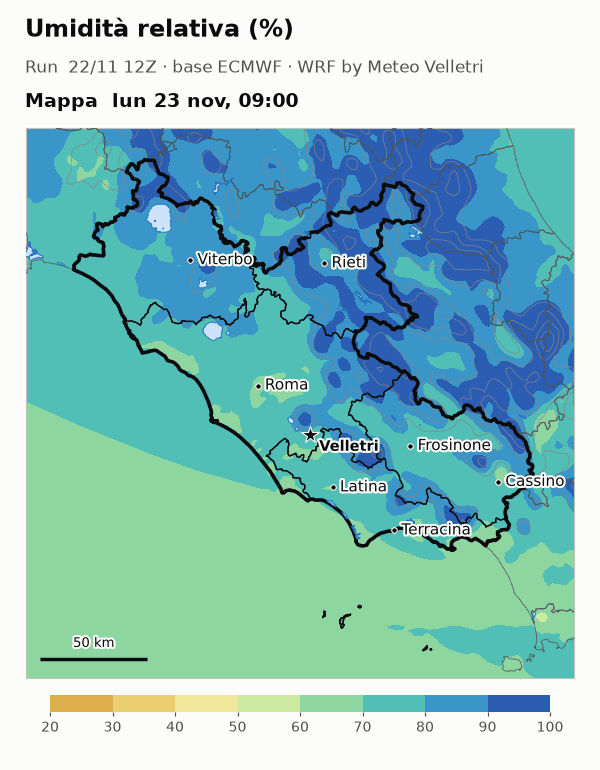 Umidità relativa (%)
Run  22/11 12Z · base ECMWF · WRF by Meteo Velletri
Mappa  lun 23 nov, 09:00
Viterbo
Rieti
Roma
Velletri
Frosinone
Cassino
Latina
Terracina
50 km
20 30 40 50 60 70 80 90 100